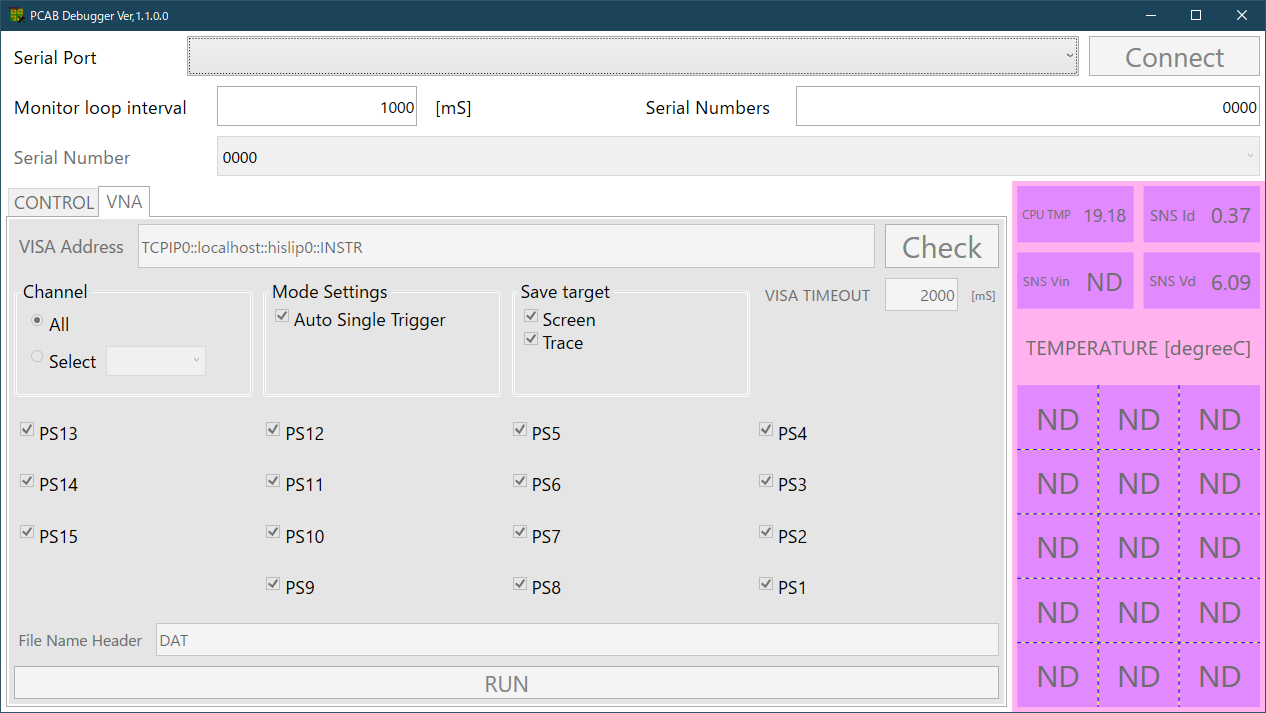 PCAB Debugger Ver,1.1.0.0
Serial Port
Connect
Monitor loop interval 1000 [mS] Serial Numbers 0000
Serial Number 0000
CONTROL VNA
VISA Address TCPIP0::localhost::hislip0::INSTR Check
Channel
All
Select
Mode Settings
Auto Single Trigger
Save target
Screen
Trace
VISA TIMEOUT 2000 [mS]
PS13 PS12 PS5 PS4
PS14 PS11 PS6 PS3
PS15 PS10 PS7 PS2
PS9 PS8 PS1
File Name Header DAT
RUN
CPU TMP 19.18 SNS Id 0.37
SNS Vin ND SNS Vd 6.09
TEMPERATURE [degreeC]
ND ND ND
ND ND ND
ND ND ND
ND ND ND
ND ND ND